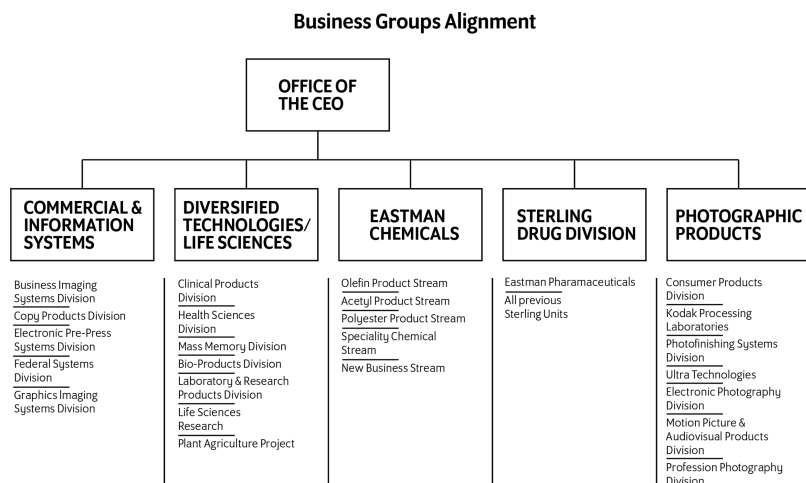 Business Groups Alignment
OFFICE OF
THE CEO
COMMERCIAL &
INFORMATION
SYSTEMS
Business Imaging
Systems Division
Copy Products Division
Electronic Pre-Press
Systems Division
Federal Systems
Division
Graphics Imaging
Systems Division
DIVERSIFIED
TECHNOLOGIES/
LIFE SCIENCES
Clinical Products
Division
Health Sciences
Division
Mass Memory Division
Bio-Products Division
Laboratory & Research
Products Division
Life Sciences
Research
Plant Agriculture Project
EASTMAN
CHEMICALS
Olefin Product Stream
Acetyl Product Stream
Polyester Product Stream
Speciality Chemical
Stream
New Business Stream
STERLING
DRUG DIVISION
Eastman Pharamaceuticals
All previous
Sterling Units
PHOTOGRAPHIC
PRODUCTS
Consumer Products
Division
Kodak Processing
Laboratories
Photofinishing Systems
Division
Ultra Technologies
Electronic Photography
Division
Motion Picture &
Audiovisual Products
Division
Profession Photography
Division